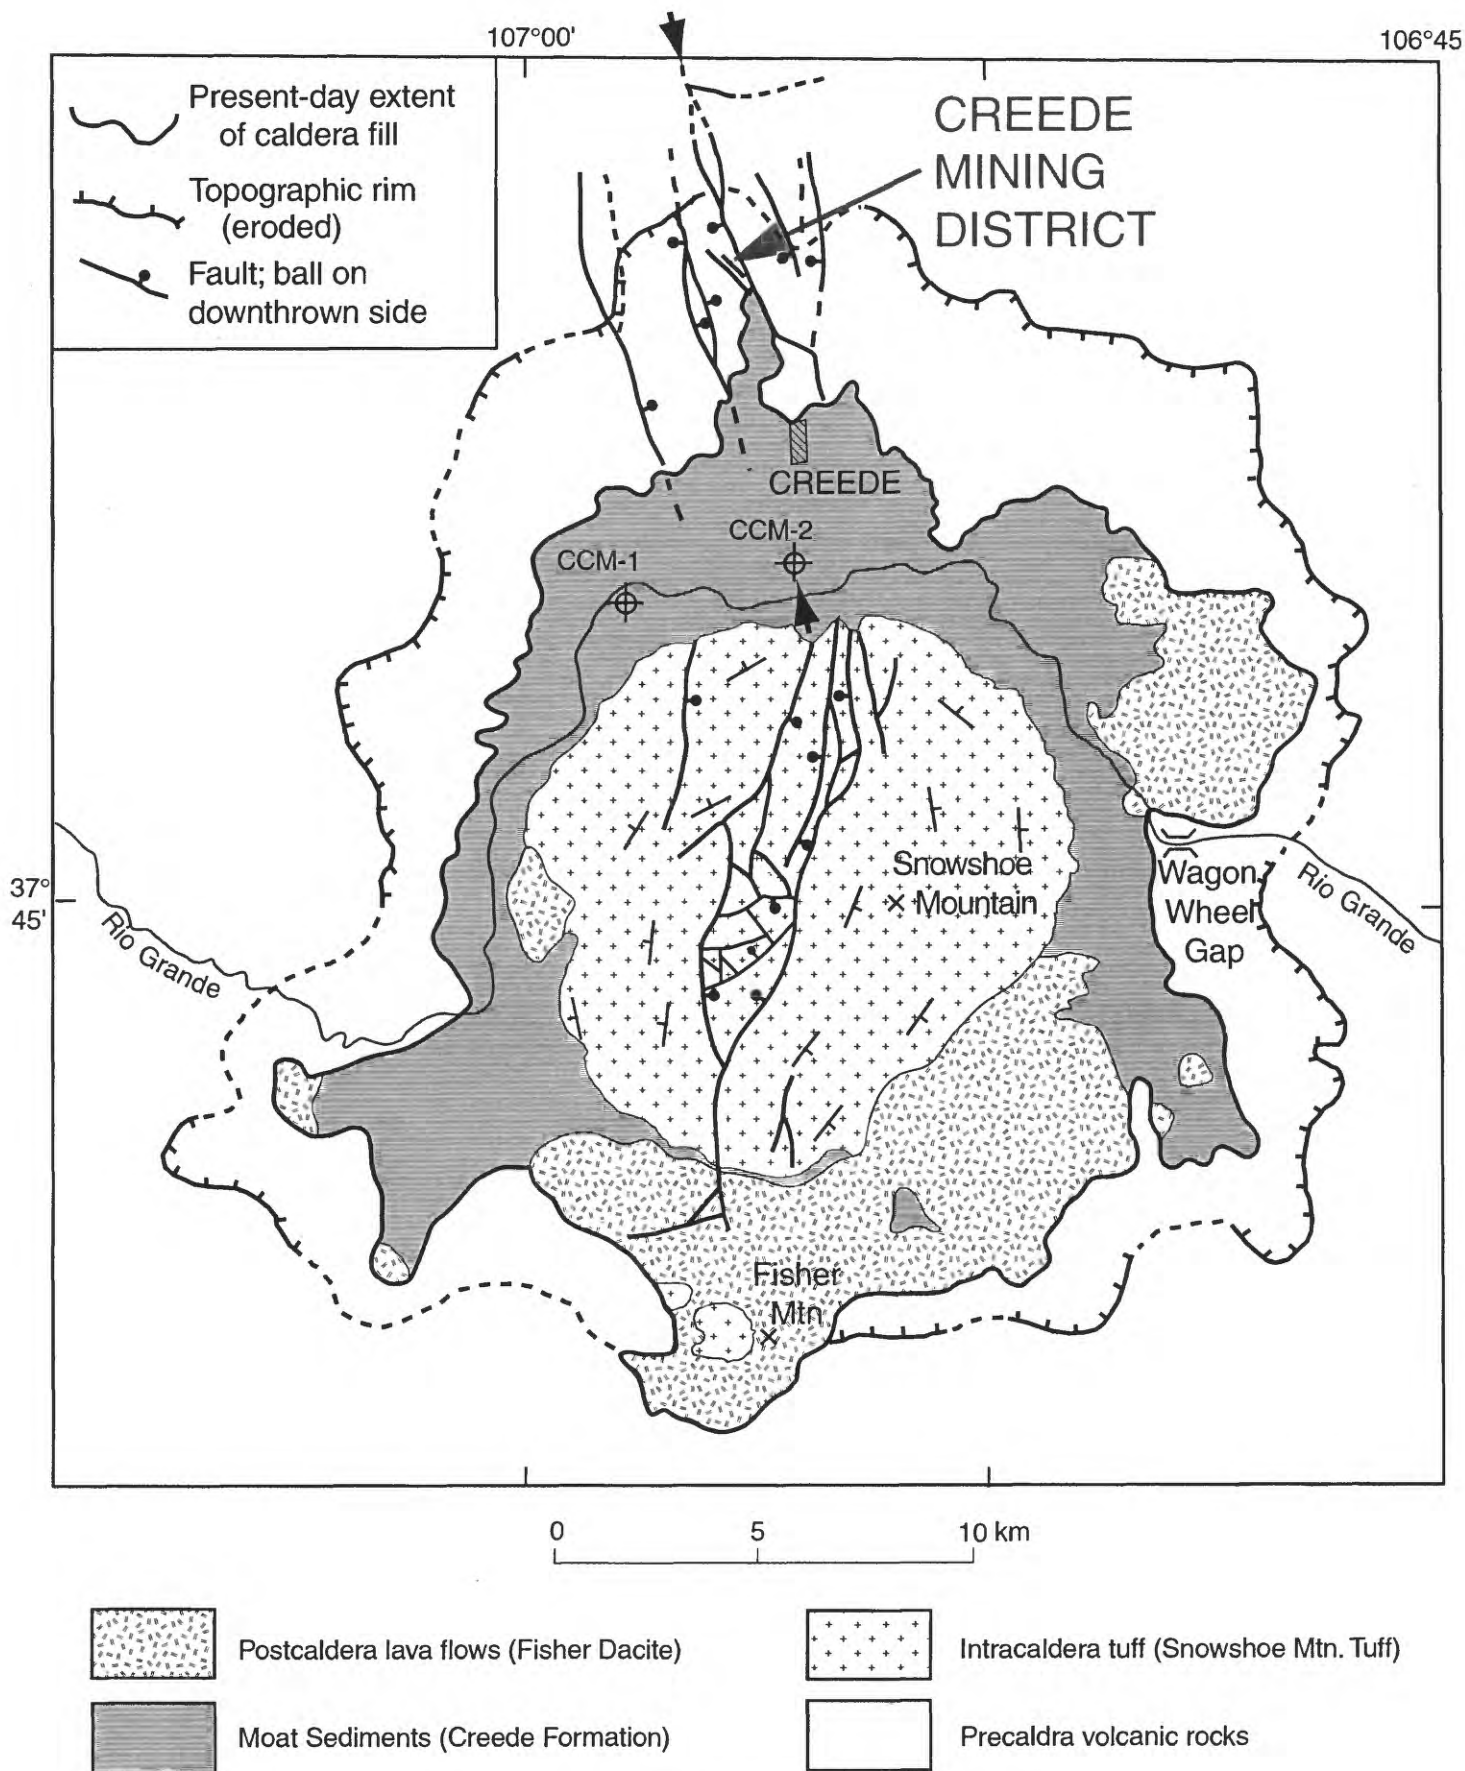 107°00'
106°45
Present-day extent
of caldera fill
Topographic rim
(eroded)
Fault; ball on
downthrown side
CREEDE
MINING
DISTRICT
CREEDE
CCM-2
CCM-1
Snowshoe
× Mountain
Wagon
Wheel
Gap
Rio Grande
37°
45'
Rio Grande
Fisher
Mtn
×
0 5 10 km
Postcaldera lava flows (Fisher Dacite)
Intracaldera tuff (Snowshoe Mtn. Tuff)
Moat Sediments (Creede Formation)
Precaldra volcanic rocks